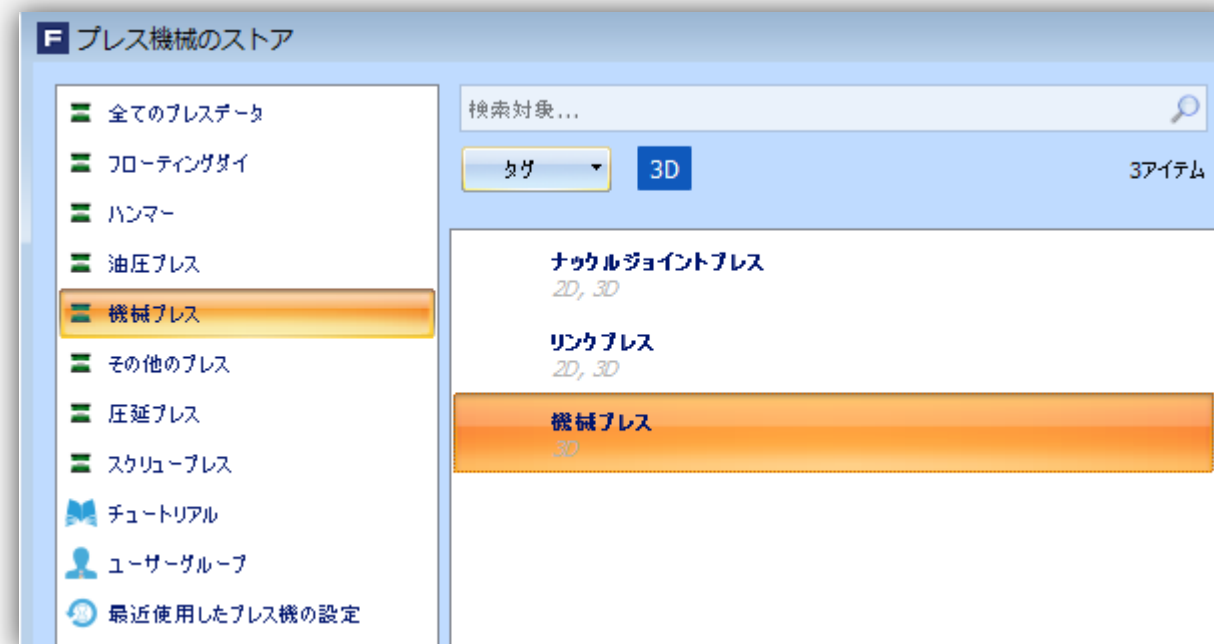 F プレス機械のストア
全てのプレスデータ
フローティングダイ
ハンマー
油圧プレス
機械プレス
その他のプレス
圧延プレス
スクリュープレス
チュートリアル
ユーザーグループ
最近使用したプレス機の設定
検索対象...
タグ 3D 3アイテム
ナックルジョイントプレス
2D, 3D
リンクプレス
2D, 3D
機械プレス
3D